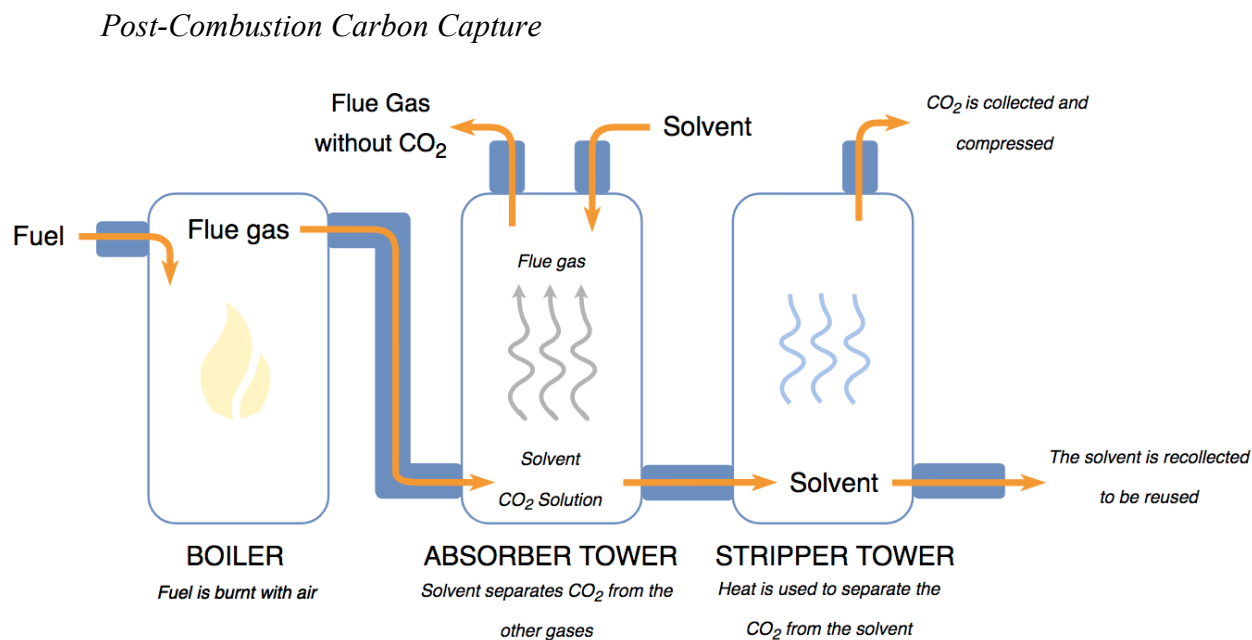 Post-Combustion Carbon Capture
Flue Gas
without CO₂
Solvent
CO₂ is collected and
compressed
Fuel
Flue gas
Flue gas
Solvent
CO₂ Solution
Solvent
The solvent is recollected
to be reused
BOILER
Fuel is burnt with air
ABSORBER TOWER
Solvent separates CO₂ from the
other gases
STRIPPER TOWER
Heat is used to separate the
CO₂ from the solvent